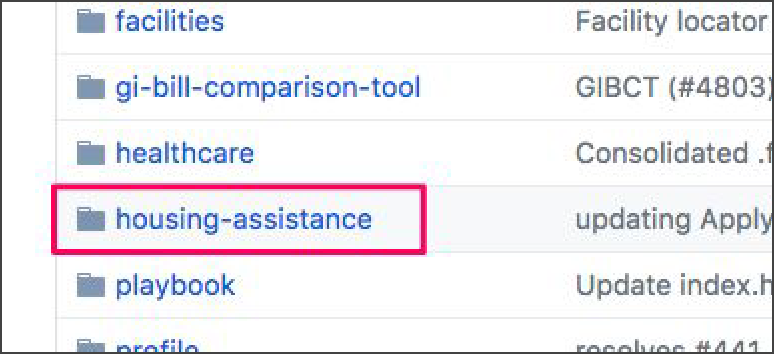 facilities Facility locator
gi-bill-comparison-tool GIBCT (#4803)
healthcare Consolidated .f
housing-assistance updating Apply
playbook Update index.h
profile resolves #441